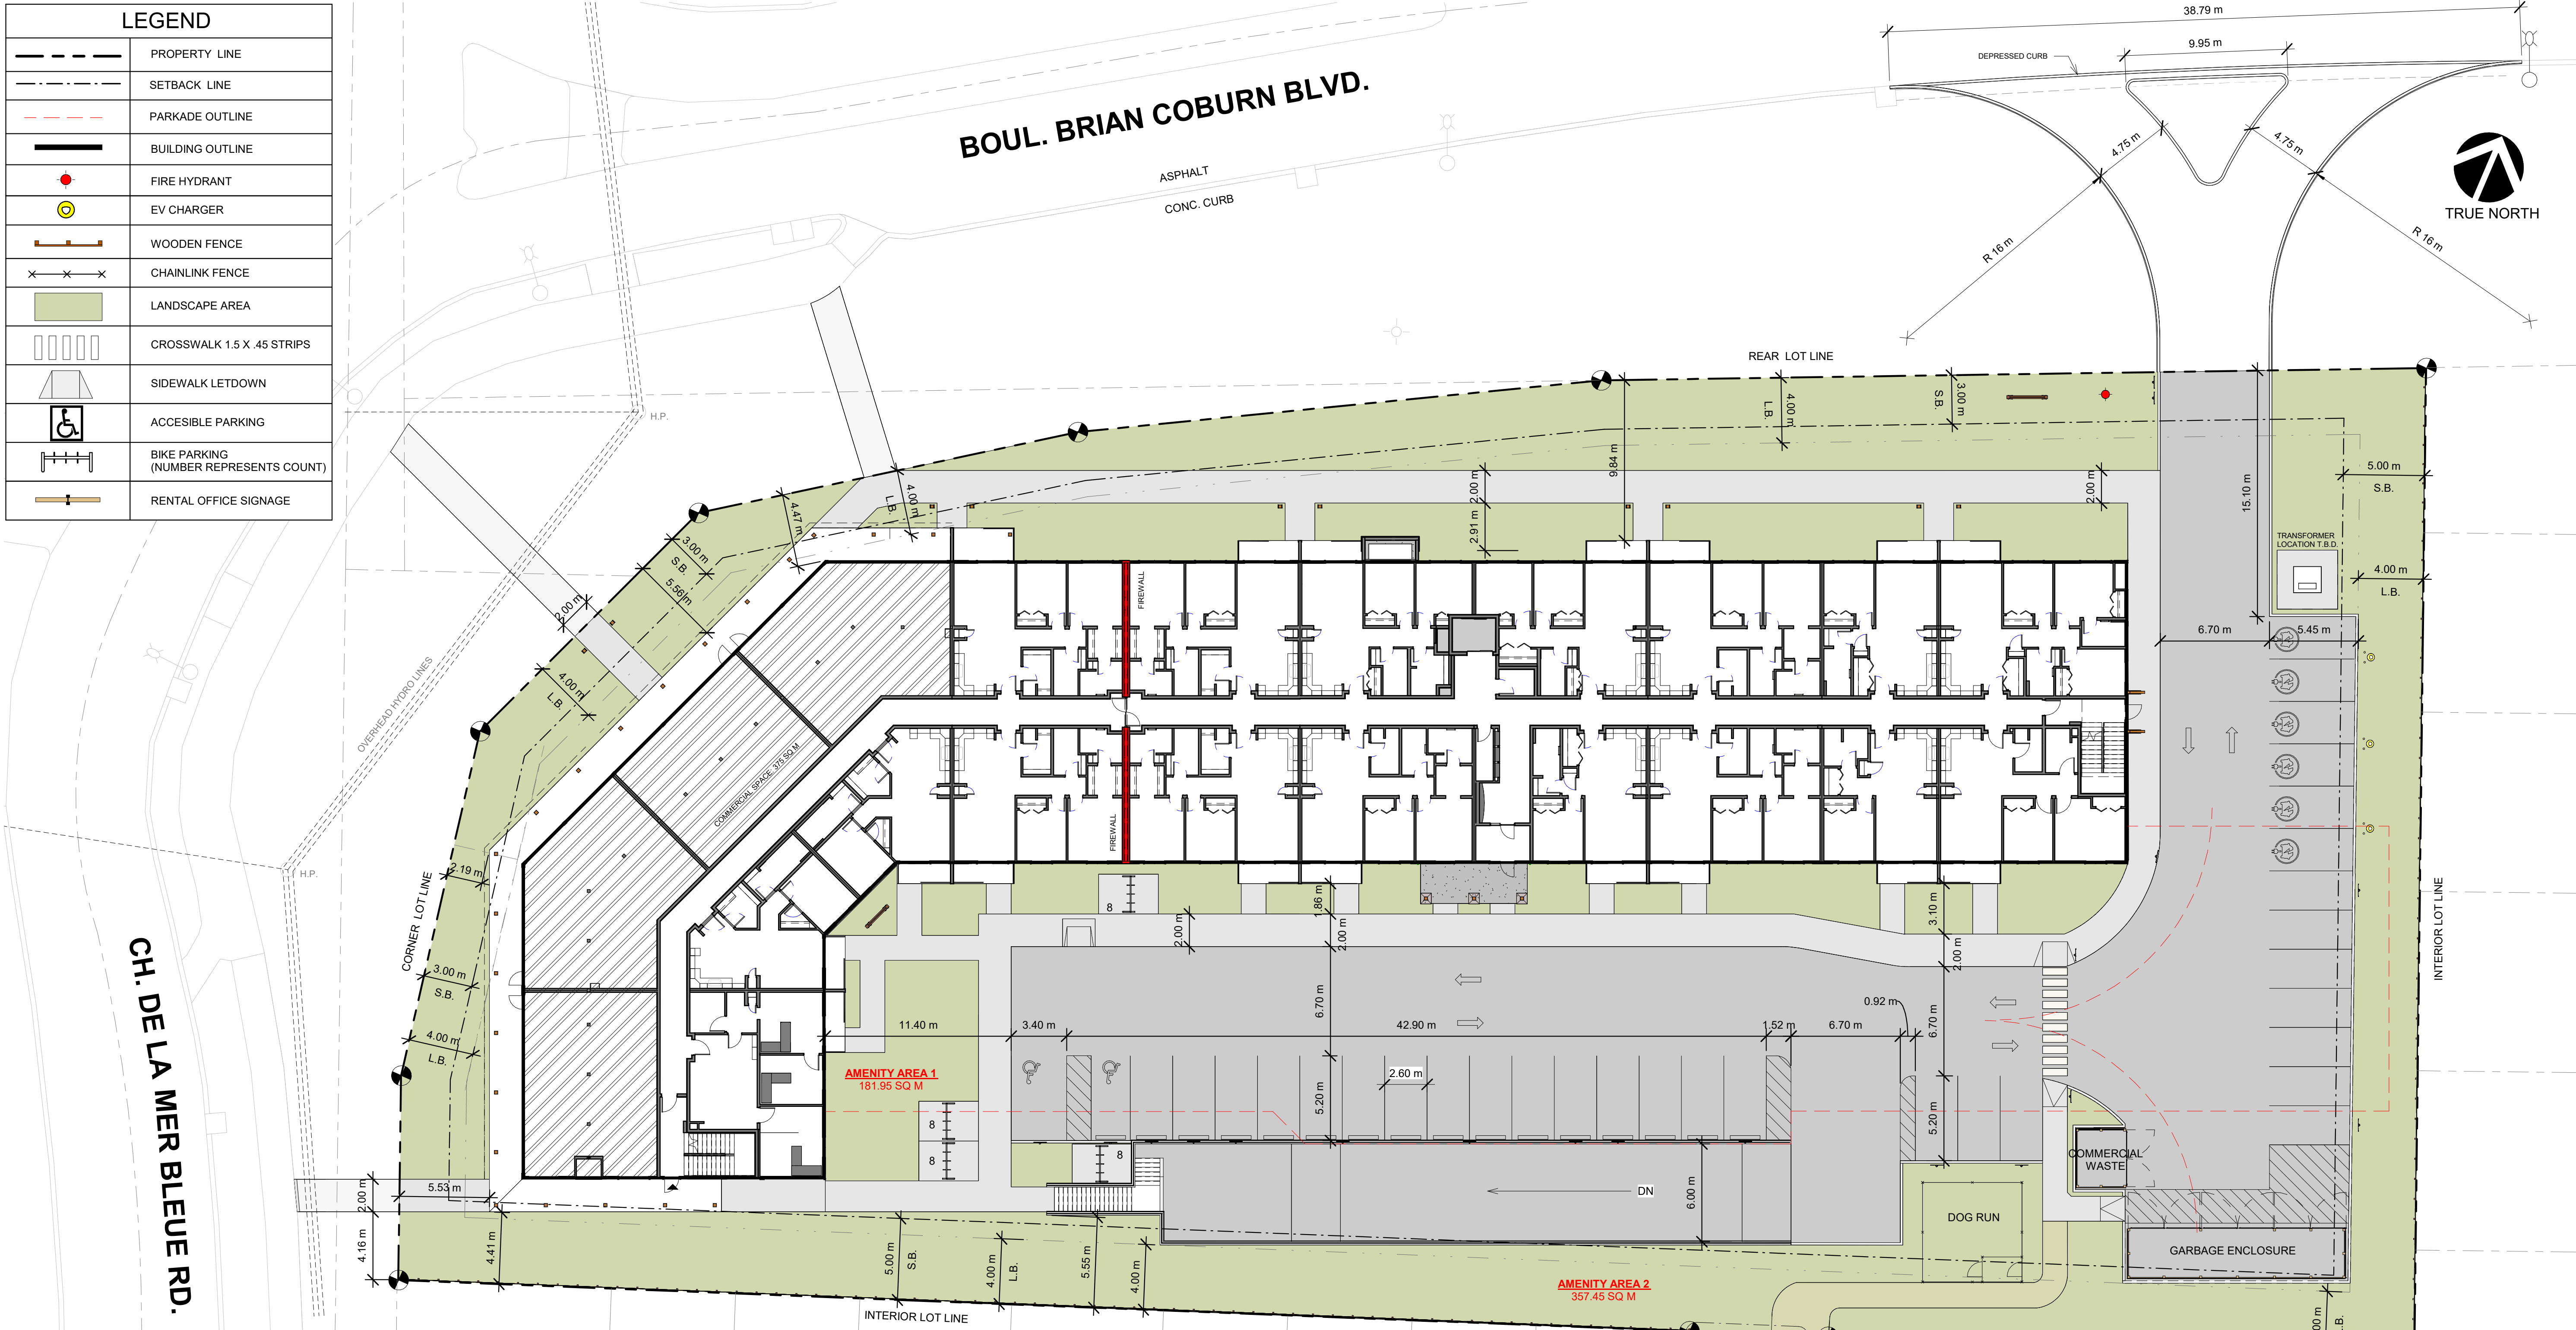 LEGEND
PROPERTY LINE
SETBACK LINE
PARKADE OUTLINE
BUILDING OUTLINE
FIRE HYDRANT
EV CHARGER
WOODEN FENCE
CHAINLINK FENCE
LANDSCAPE AREA
CROSSWALK 1.5 X .45 STRIPS
SIDEWALK LETDOWN
ACCESIBLE PARKING
BIKE PARKING
(NUMBER REPRESENTS COUNT)
RENTAL OFFICE SIGNAGE
38.79 m
9.95 m
DEPRESSED CURB
BOUL. BRIAN COBURN BLVD.
ASPHALT
CONC. CURB
4.75 m
4.75 m
R 16 m
R 16 m
TRUE NORTH
REAR LOT LINE
H.P.
OVERHEAD HYDRO LINES
H.P.
4.00 m
L.B.
3.00 m
S.B.
9.84 m
5.00 m
S.B.
15.10 m
2.00 m
2.91 m
2.00 m
4.47 m
4.00 m
L.B.
3.00 m
S.B.
5.56m
2.00 m
4.00 m
L.B.
TRANSFORMER
LOCATION T.B.D.
4.00 m
L.B.
6.70 m
5.45 m
FIREWALL
FIREWALL
COMMERCIAL SPACE: 375 SQ M
2.19 m
CORNER LOT LINE
3.00 m
S.B.
4.00 m
L.B.
CH. DE LA MER BLEUE RD.
INTERIOR LOT LINE
8
2.00 m
1.86 m
2.00 m
3.10 m
2.00 m
6.70 m
11.40 m
3.40 m
42.90 m
1.52 m
6.70 m
0.92 m
6.70 m
2.60 m
5.20 m
5.20 m
AMENITY AREA 1
181.95 SQ M
8
8
8
COMMERCIAL
WASTE
DN
6.00 m
DOG RUN
GARBAGE ENCLOSURE
5.53 m
2.00 m
4.16 m
4.41 m
5.00 m
S.B.
4.00 m
L.B.
5.55 m
4.00 m
AMENITY AREA 2
357.45 SQ M
INTERIOR LOT LINE